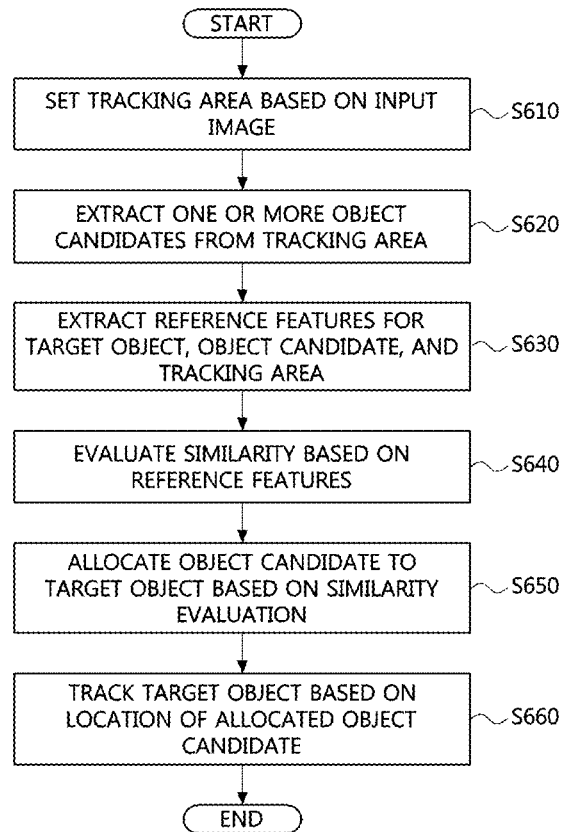 START
SET TRACKING AREA BASED ON INPUT
IMAGE
S610
EXTRACT ONE OR MORE OBJECT
CANDIDATES FROM TRACKING AREA
S620
EXTRACT REFERENCE FEATURES FOR
TARGET OBJECT, OBJECT CANDIDATE, AND
TRACKING AREA
S630
EVALUATE SIMILARITY BASED ON
REFERENCE FEATURES
S640
ALLOCATE OBJECT CANDIDATE TO
TARGET OBJECT BASED ON SIMILARITY
EVALUATION
S650
TRACK TARGET OBJECT BASED ON
LOCATION OF ALLOCATED OBJECT
CANDIDATE
S660
END